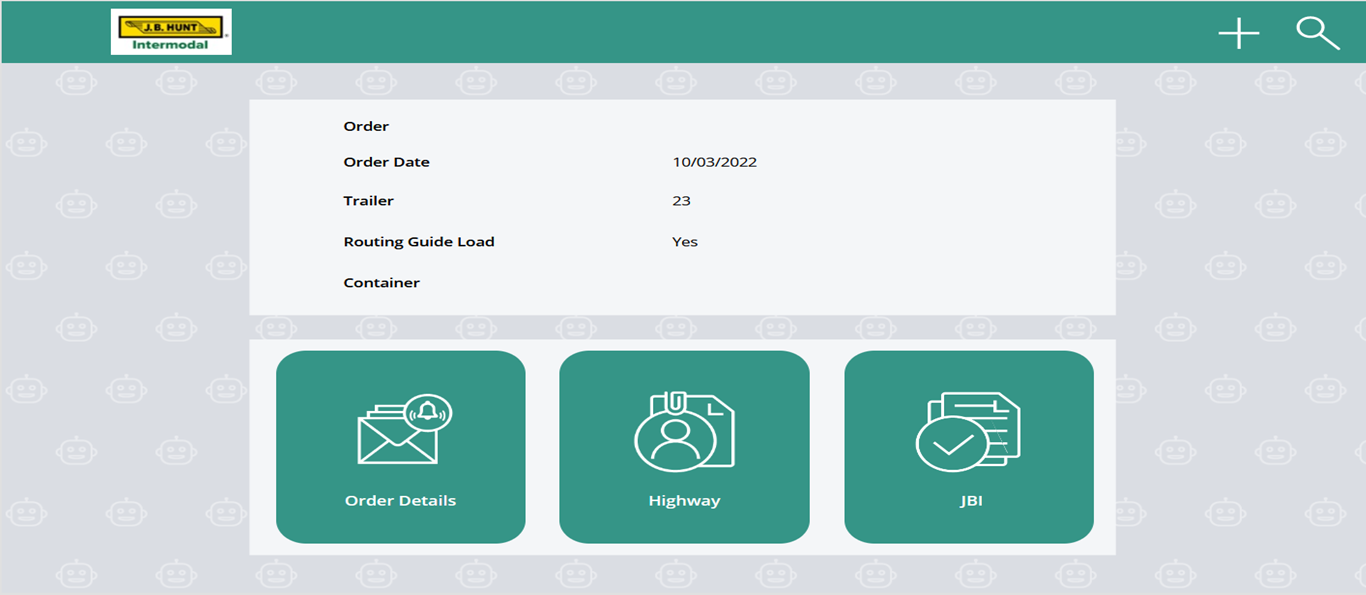 J.B. HUNT
Intermodal
Order
Order Date 10/03/2022
Trailer 23
Routing Guide Load Yes
Container
Order Details Highway JBI